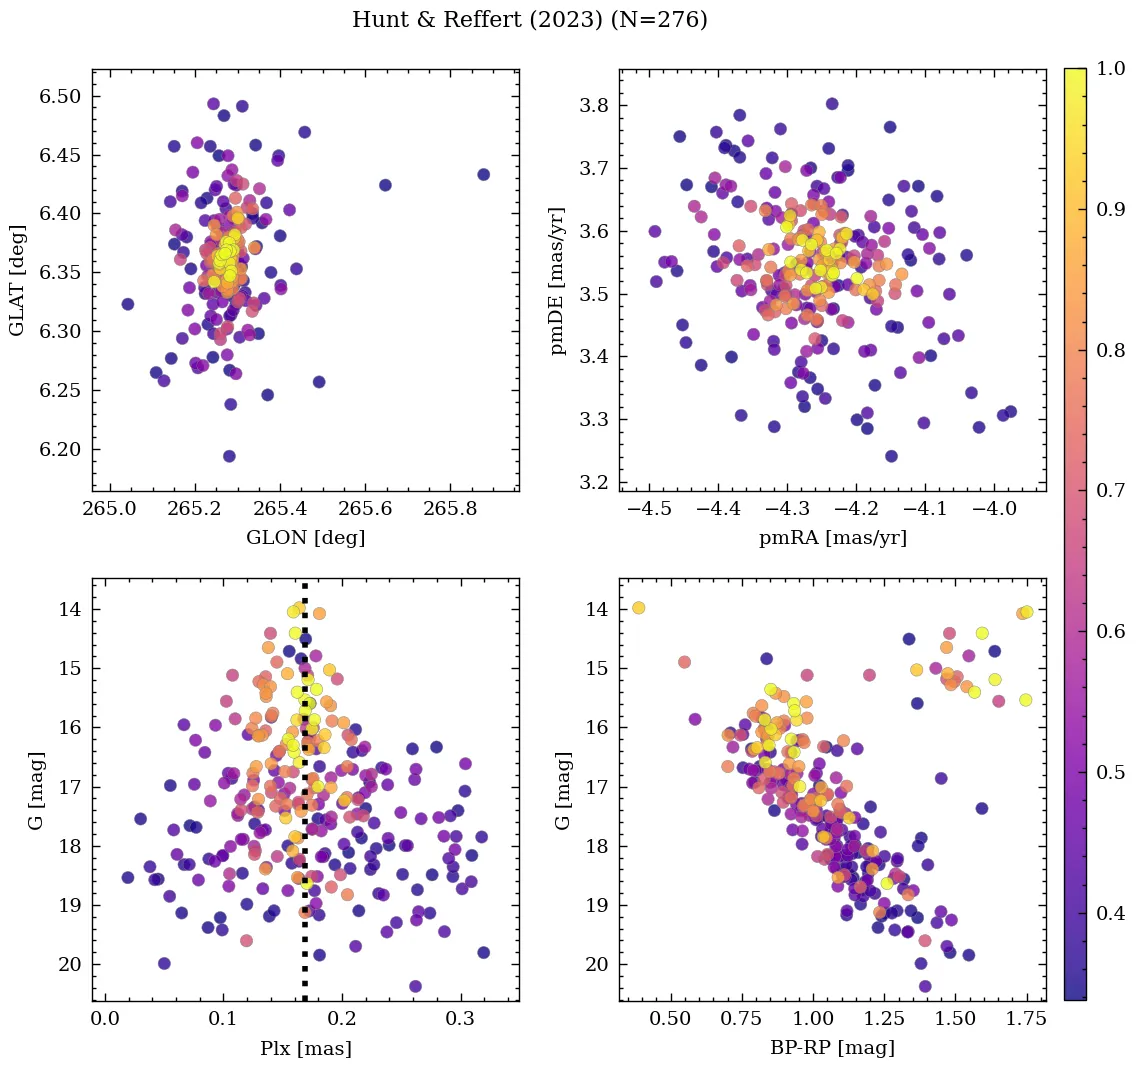 Hunt & Reffert (2023) (N=276)
6.50
6.45
6.40
6.35
6.30
6.25
6.20
GLAT [deg]
265.0 265.2 265.4 265.6 265.8
GLON [deg]
3.8
3.7
3.6
3.5
3.4
3.3
3.2
pmDE [mas/yr]
−4.5 −4.4 −4.3 −4.2 −4.1 −4.0
pmRA [mas/yr]
1.0
0.9
0.8
0.7
0.6
0.5
0.4
14
15
16
17
18
19
20
G [mag]
0.0 0.1 0.2 0.3
Plx [mas]
14
15
16
17
18
19
20
G [mag]
0.50 0.75 1.00 1.25 1.50 1.75
BP-RP [mag]